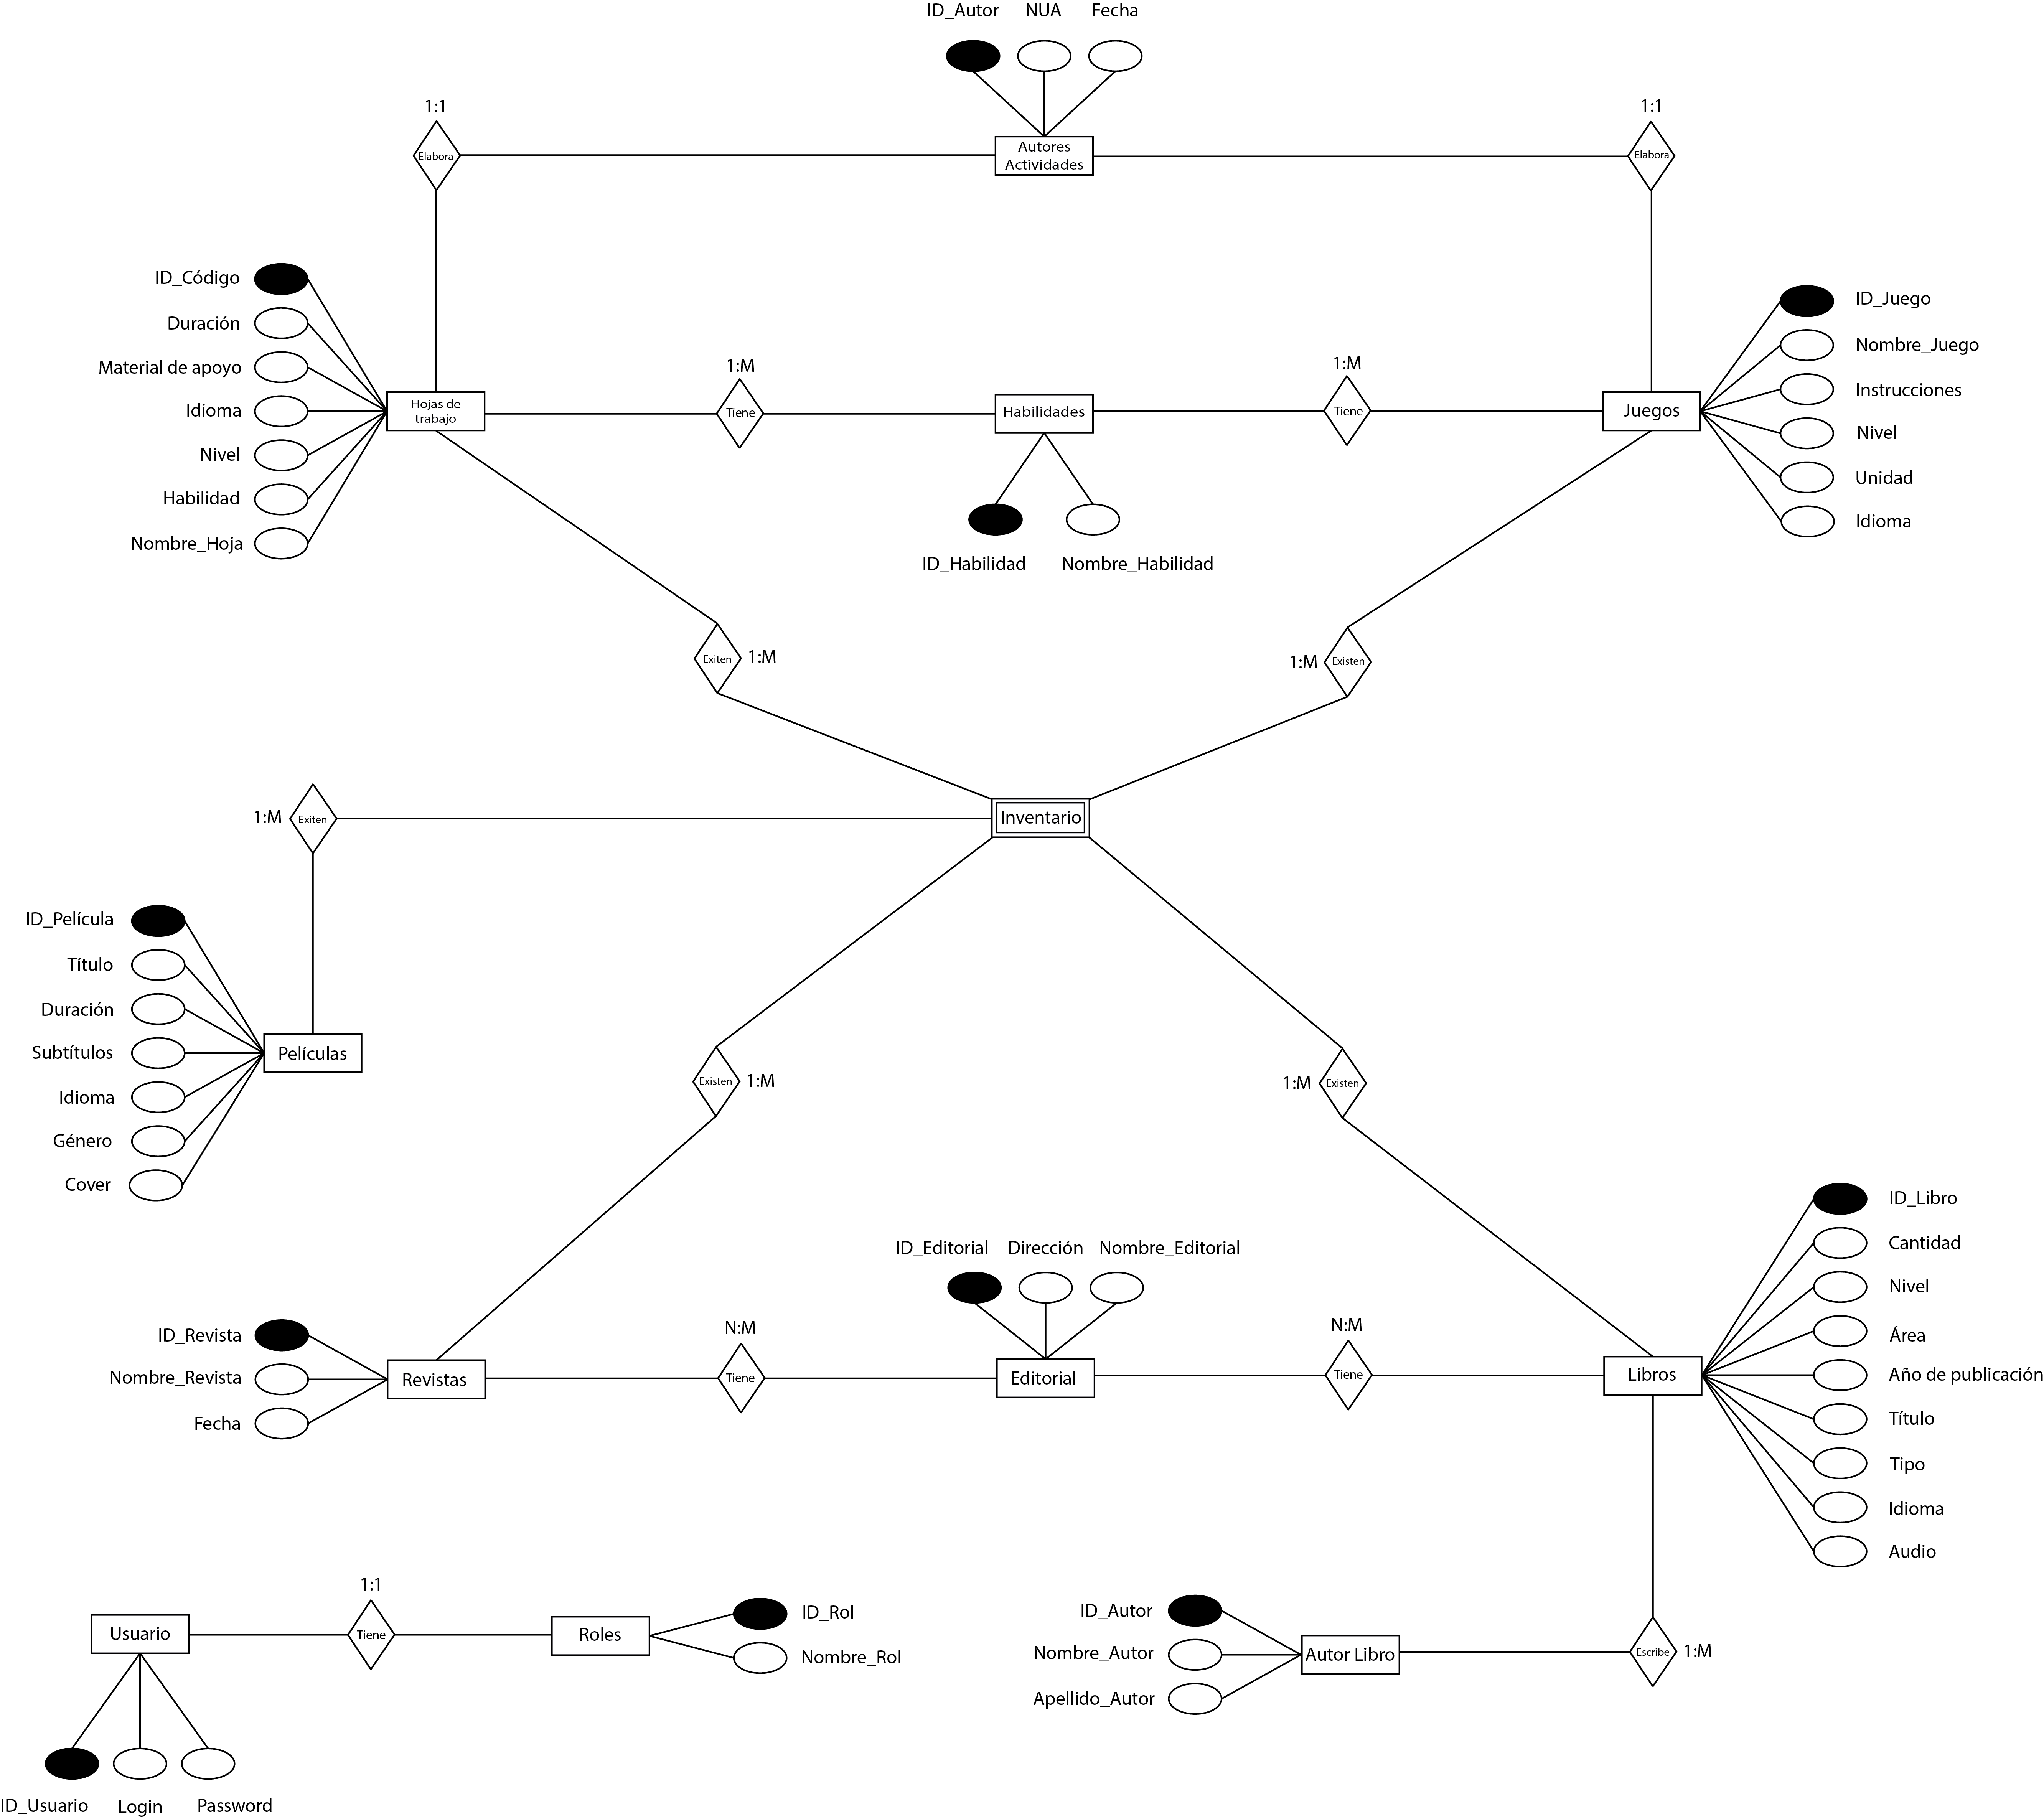 ID_Autor NUA Fecha
1:1
1:1
Elabora
Autores
Actividades
Elabora
ID_Código
Duración
Material de apoyo
Idioma
Nivel
Habilidad
Nombre_Hoja
Hojas de
trabajo
1:M
Tiene
Habilidades
ID_Habilidad Nombre_Habilidad
1:M
Tiene
Juegos
ID_Juego
Nombre_Juego
Instrucciones
Nivel
Unidad
Idioma
Exiten 1:M
1:M Existen
1:M Exiten
Inventario
ID_Película
Título
Duración
Subtítulos
Idioma
Género
Cover
Películas
Existen 1:M
1:M Existen
ID_Editorial Dirección Nombre_Editorial
ID_Revista
Nombre_Revista
Fecha
Revistas
N:M
Tiene
Editorial
N:M
Tiene
Libros
ID_Libro
Cantidad
Nivel
Área
Año de publicación
Título
Tipo
Idioma
Audio
1:1
Usuario
Tiene
Roles
ID_Rol
Nombre_Rol
ID_Usuario Login Password
ID_Autor
Nombre_Autor
Apellido_Autor
Autor Libro
Escribe 1:M